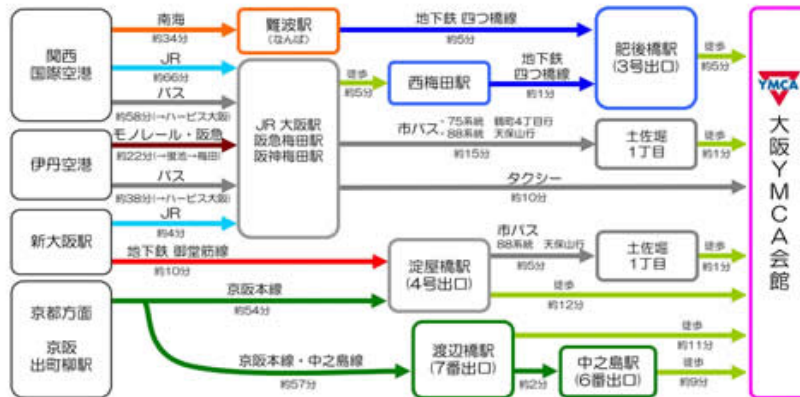 関西
国際空港
南海
約34分
難波駅
(なんば)
地下鉄 四つ橋線
約5分
肥後橋駅
(3号出口)
徒歩
約5分
JR
約66分
バス
約58分(→ハービス大阪)
JR 大阪駅
阪急梅田駅
阪神梅田駅
徒歩
約5分
西梅田駅
地下鉄
四つ橋線
約1分
伊丹空港
モノレール・阪急
約22分(→蛍池→梅田)
バス
約38分(→ハービス大阪)
市バス
・75系統 鶴町4丁目行
・88系統 天保山行
約15分
土佐堀
1丁目
徒歩
約1分
タクシー
約10分
新大阪駅
JR
約4分
地下鉄 御堂筋線
約10分
淀屋橋駅
(4号出口)
市バス
88系統 天保山行
約5分
土佐堀
1丁目
徒歩
約1分
徒歩
約12分
京都方面
京阪
出町柳駅
京阪本線
約54分
京阪本線・中之島線
約57分
渡辺橋駅
(7番出口)
徒歩
約11分
約2分
中之島駅
(6番出口)
徒歩
約9分
YMCA
大阪YMCA会館